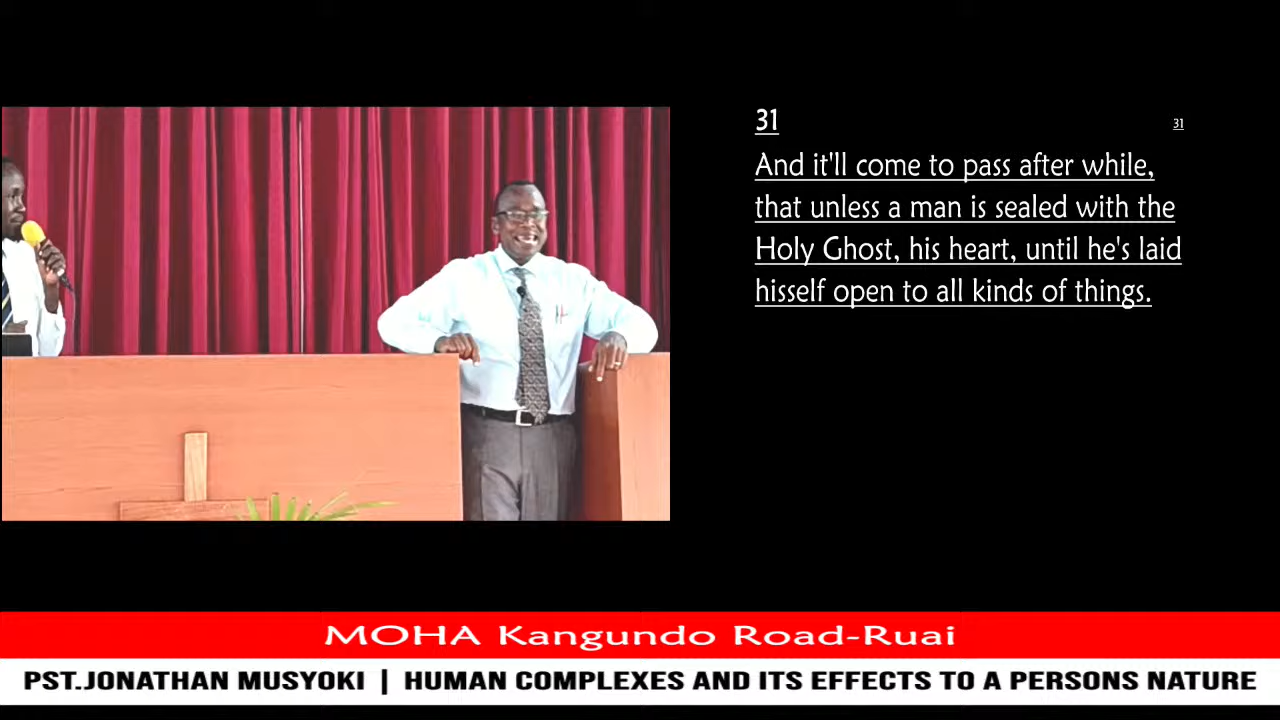 31
31
And it'll come to pass after while,
that unless a man is sealed with the
Holy Ghost, his heart, until he's laid
hisself open to all kinds of things.
MOHA Kangundo Road-Ruai
PST.JONATHAN MUSYOKI | HUMAN COMPLEXES AND ITS EFFECTS TO A PERSONS NATURE